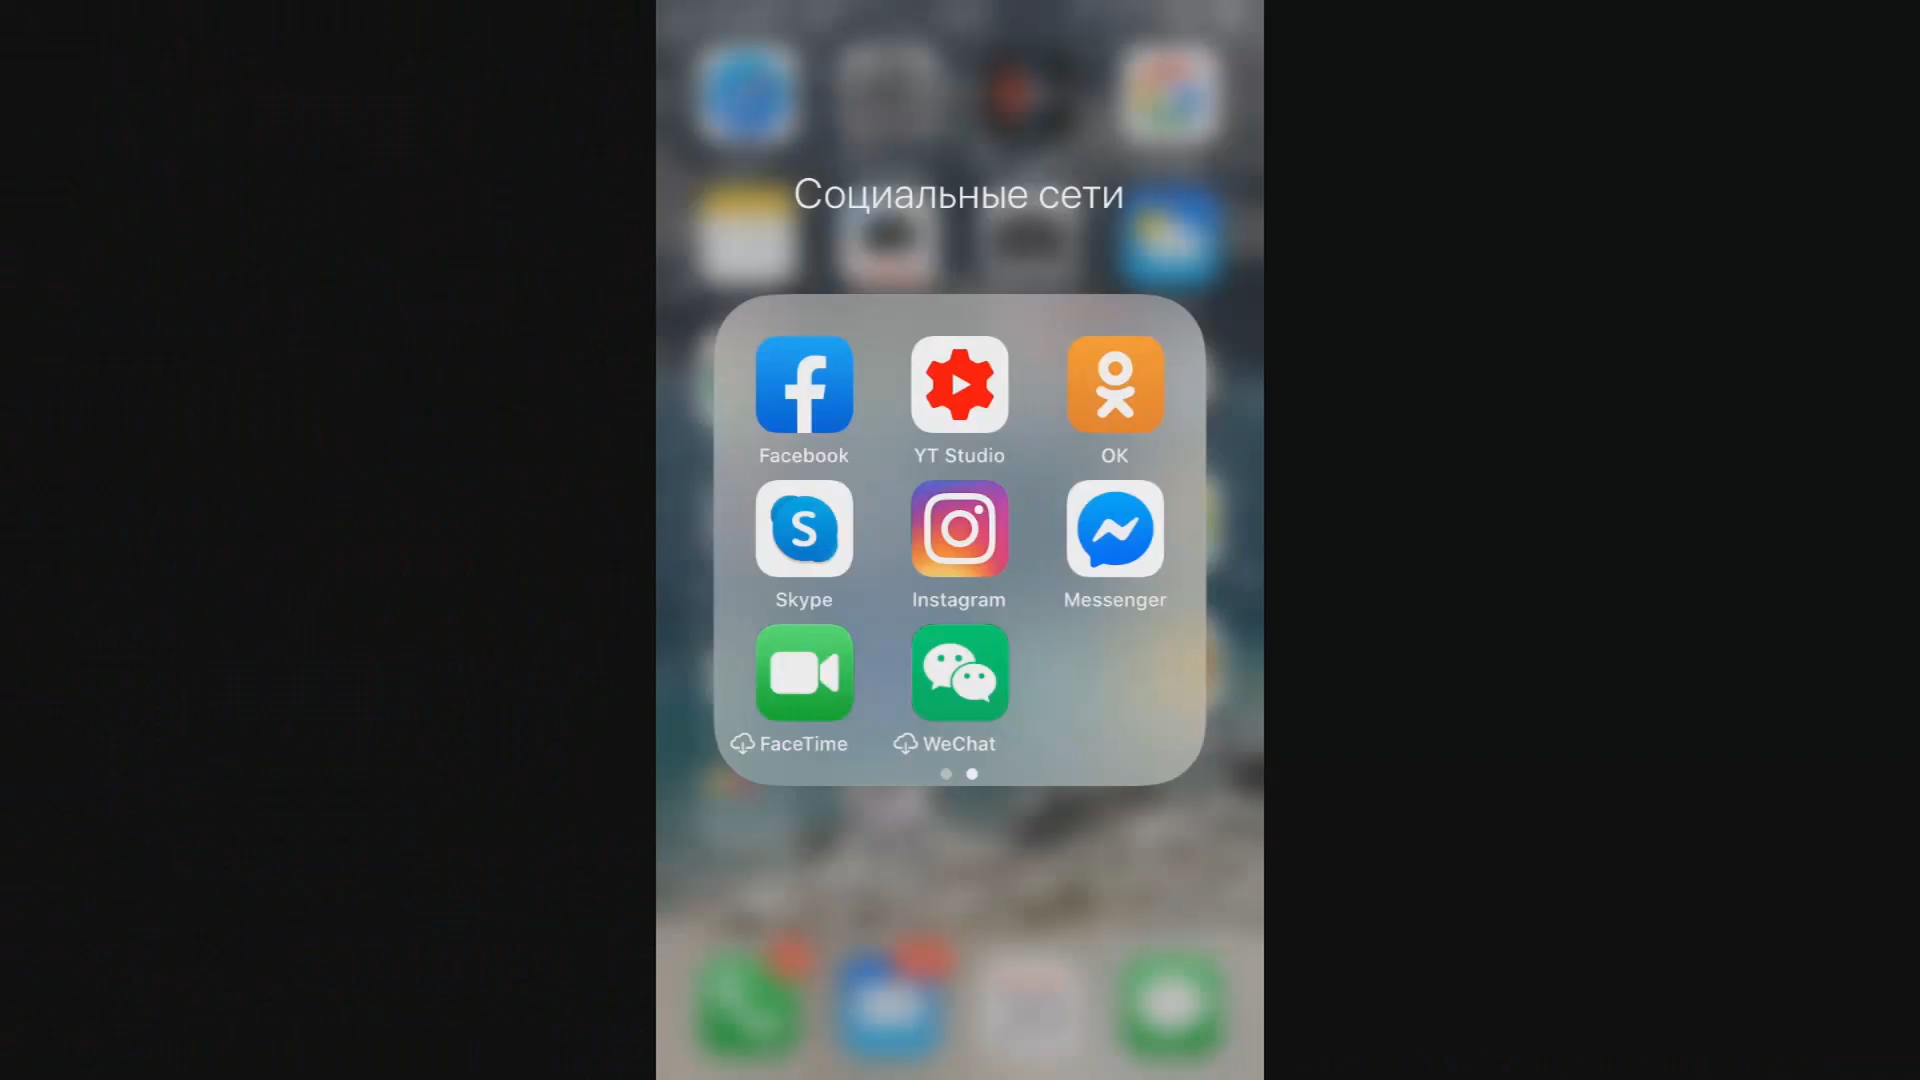 Социальные сети
Facebook
YT Studio
OK
Skype
Instagram
Messenger
FaceTime
WeChat